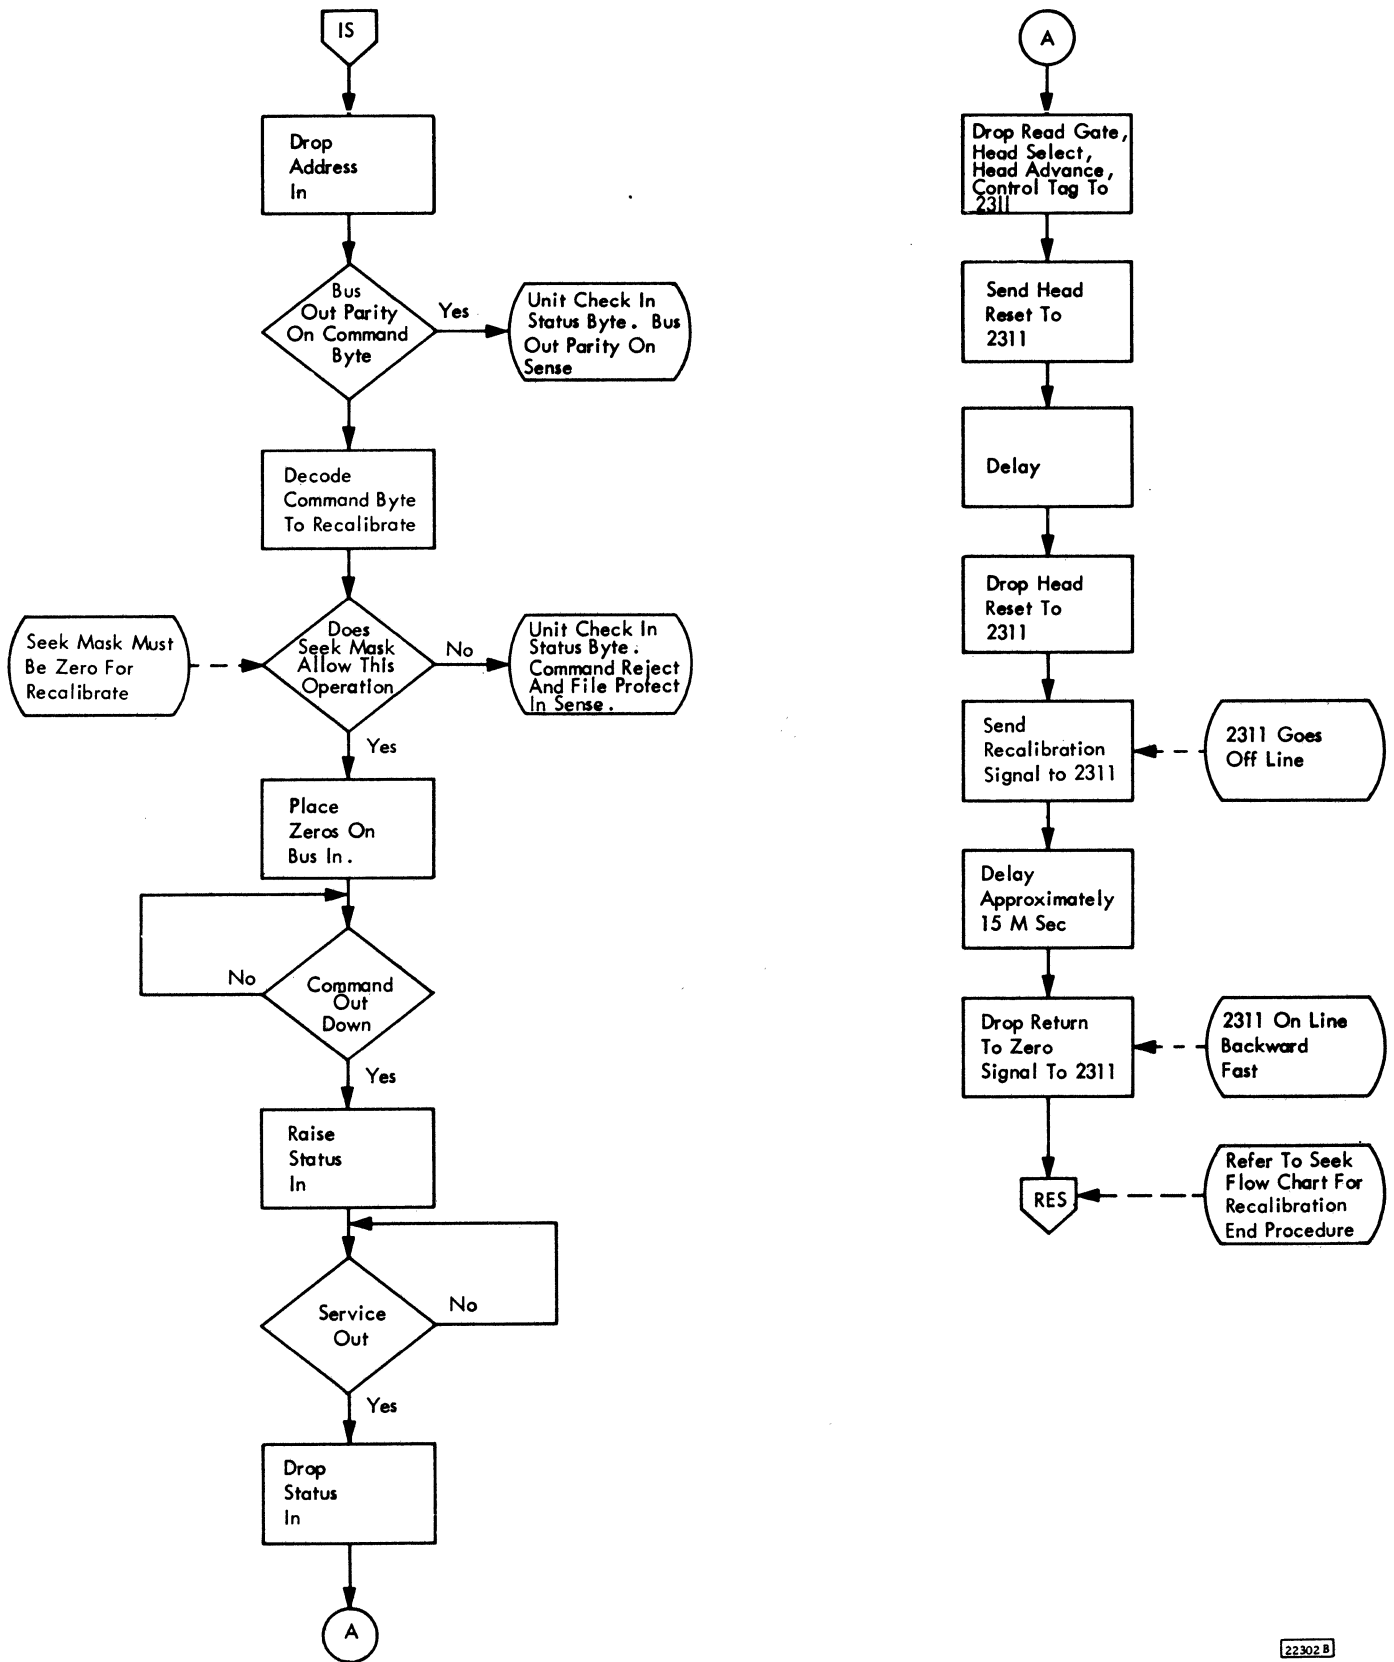 IS
Drop
Address
In
Bus
Out Parity
On Command
Byte
Yes
Unit Check In
Status Byte. Bus
Out Parity On
Sense
Decode
Command Byte
To Recalibrate
Seek Mask Must
Be Zero For
Recalibrate
Does
Seek Mask
Allow This
Operation
No
Unit Check In
Status Byte.
Command Reject
And File Protect
In Sense.
Yes
Place
Zeros On
Bus In.
No
Command
Out
Down
Yes
Raise
Status
In
Service
Out
No
Yes
Drop
Status
In
A
A
Drop Read Gate,
Head Select,
Head Advance,
Control Tag To
2311
Send Head
Reset To
2311
Delay
Drop Head
Reset To
2311
Send
Recalibration
Signal to 2311
2311 Goes
Off Line
Delay
Approximately
15 M Sec
Drop Return
To Zero
Signal To 2311
2311 On Line
Backward
Fast
RES
Refer To Seek
Flow Chart For
Recalibration
End Procedure
22302 B